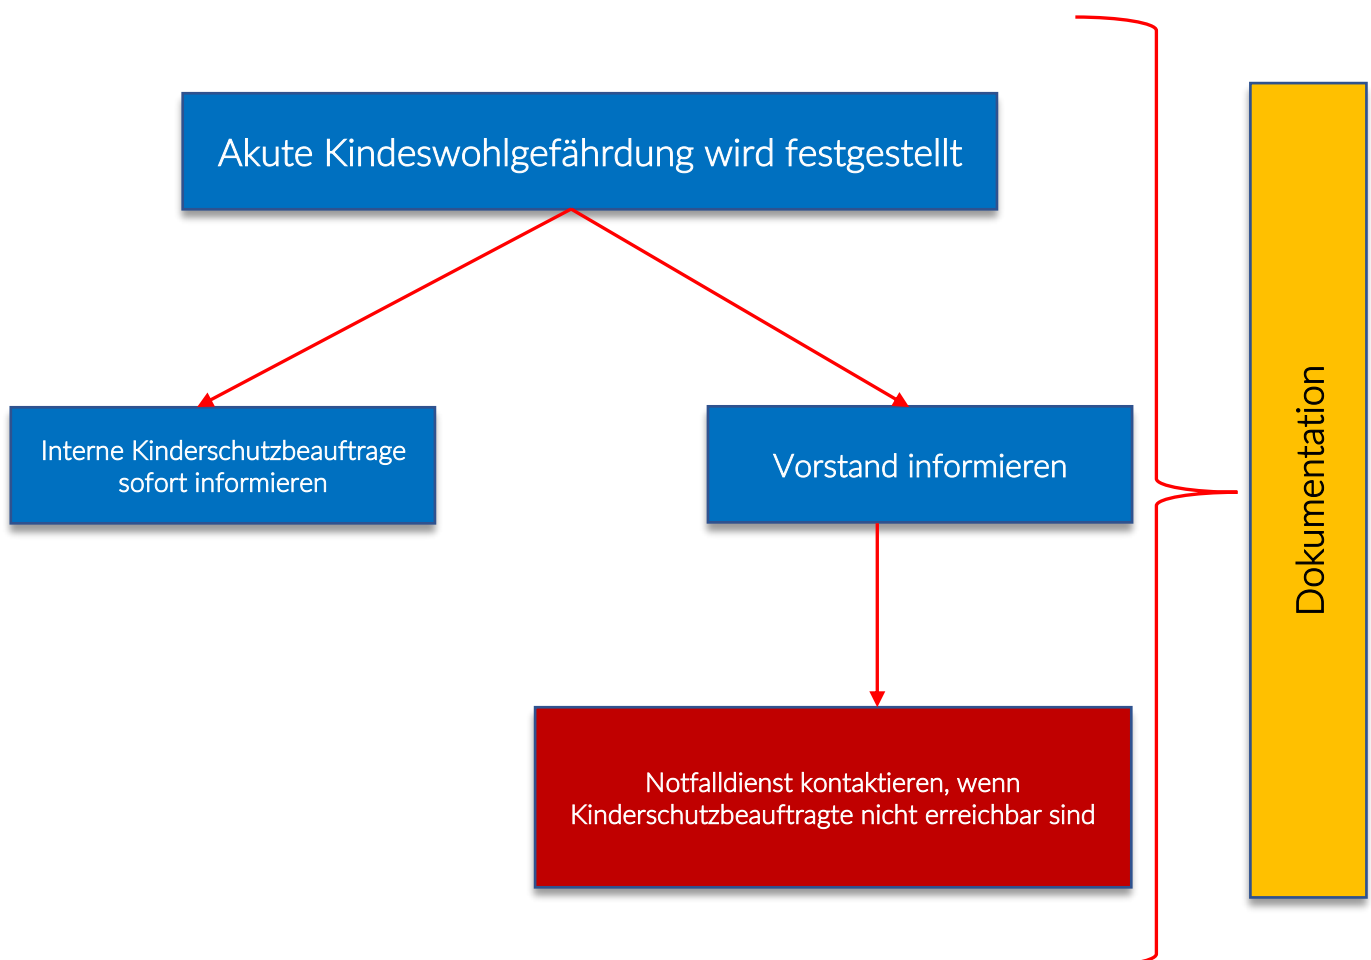 Akute Kindeswohlgefährdung wird festgestellt
Interne Kinderschutzbeauftrage
sofort informieren
Vorstand informieren
Notfalldienst kontaktieren, wenn
Kinderschutzbeauftragte nicht erreichbar sind
Dokumentation